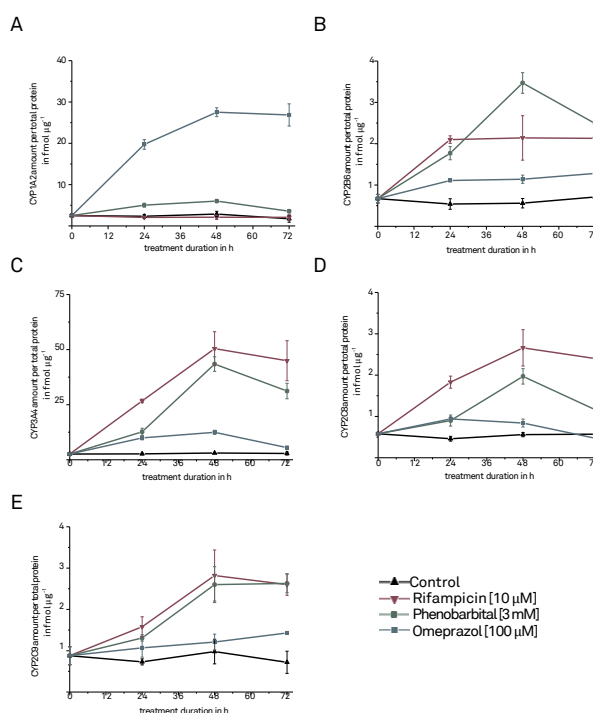 A
B
CYP1A2 amount per total protein
in fmol µg⁻¹
40
30
20
10
0 12 24 36 48 60 72
treatment duration in h
CYP2B6 amount per total protein
in fmol µg⁻¹
4
3
2
1
0 12 24 36 48 60 72
treatment duration in h
C
D
CYP3A4 amount per total protein
in fmol µg⁻¹
75
50
25
0 12 24 36 48 60 72
treatment duration in h
CYP2C8 amount per total protein
in fmol µg⁻¹
4
3
2
1
0 12 24 36 48 60 72
treatment duration in h
E
CYP2C9 amount per total protein
in fmol µg⁻¹
4
3
2
1
0 12 24 36 48 60 72
treatment duration in h
Control
Rifampicin [10 µM]
Phenobarbital [3 mM]
Omeprazol [100 µM]